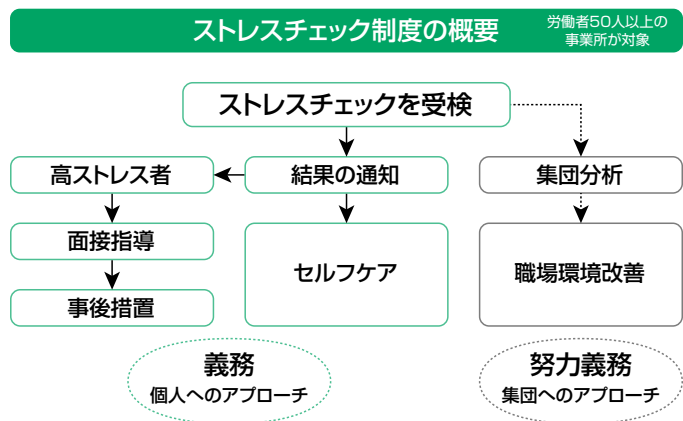 ストレスチェック制度の概要
労働者50人以上の
事業所が対象
ストレスチェックを受検
高ストレス者
結果の通知
集団分析
面接指導
セルフケア
職場環境改善
事後措置
義務
個人へのアプローチ
努力義務
集団へのアプローチ